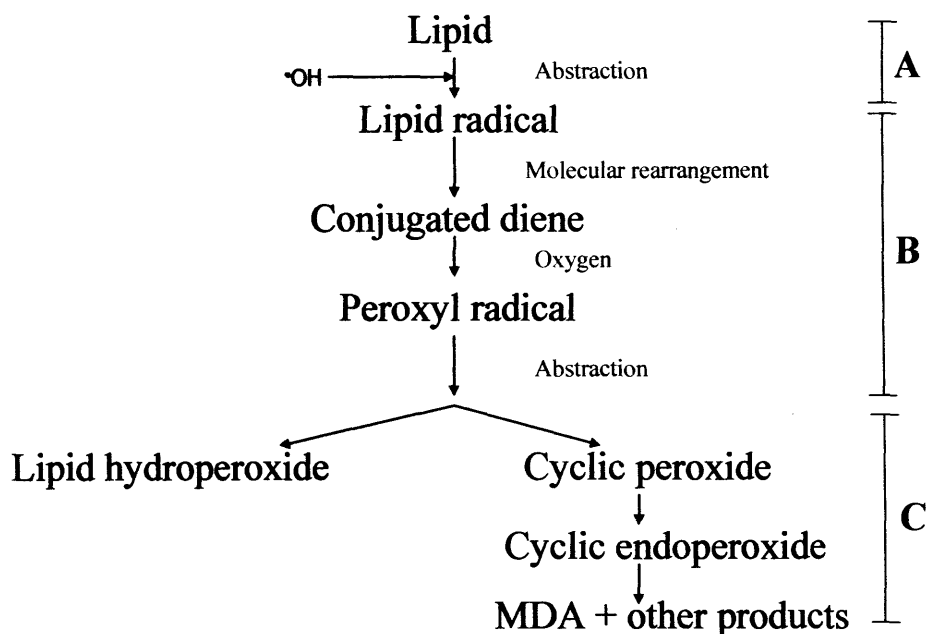 Lipid
•OH
Abstraction
A
Lipid radical
Molecular rearrangement
Conjugated diene
B
Oxygen
Peroxyl radical
Abstraction
Lipid hydroperoxide
Cyclic peroxide
C
Cyclic endoperoxide
MDA + other products